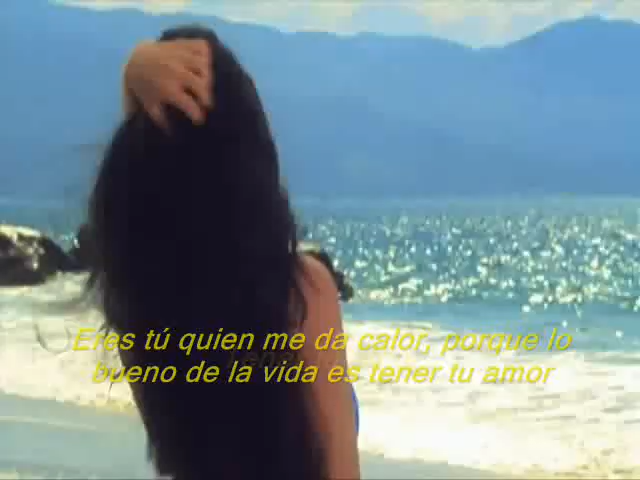 Eres tú quien me da calor, porque lo
bueno de la vida es tener tu amor